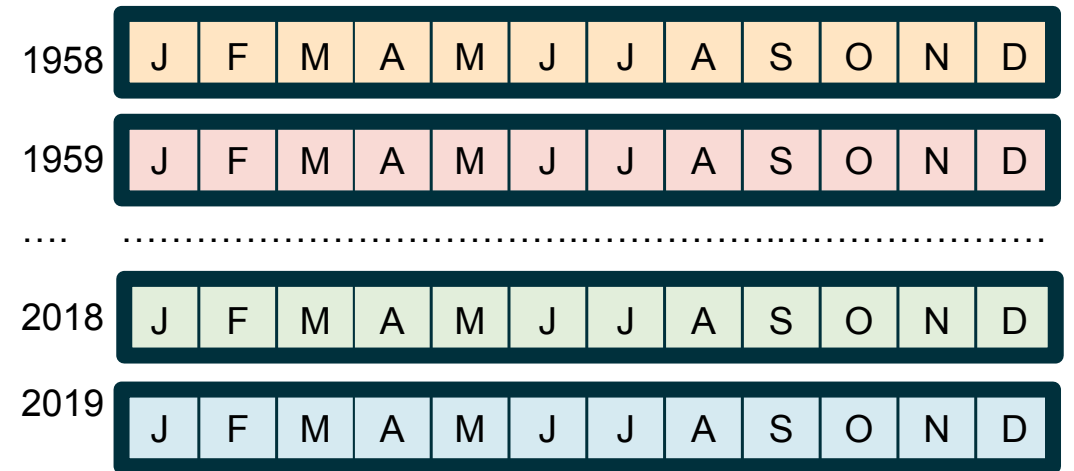 1958 J F M A M J J A S O N D
1959 J F M A M J J A S O N D
.... ...........................................................................
2018 J F M A M J J A S O N D
2019 J F M A M J J A S O N D